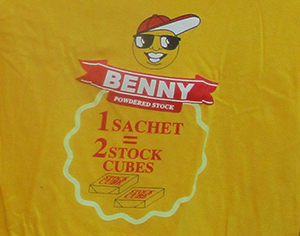 BENNY
POWDERED STOCK
1 SACHET
=
2 STOCK
CUBES